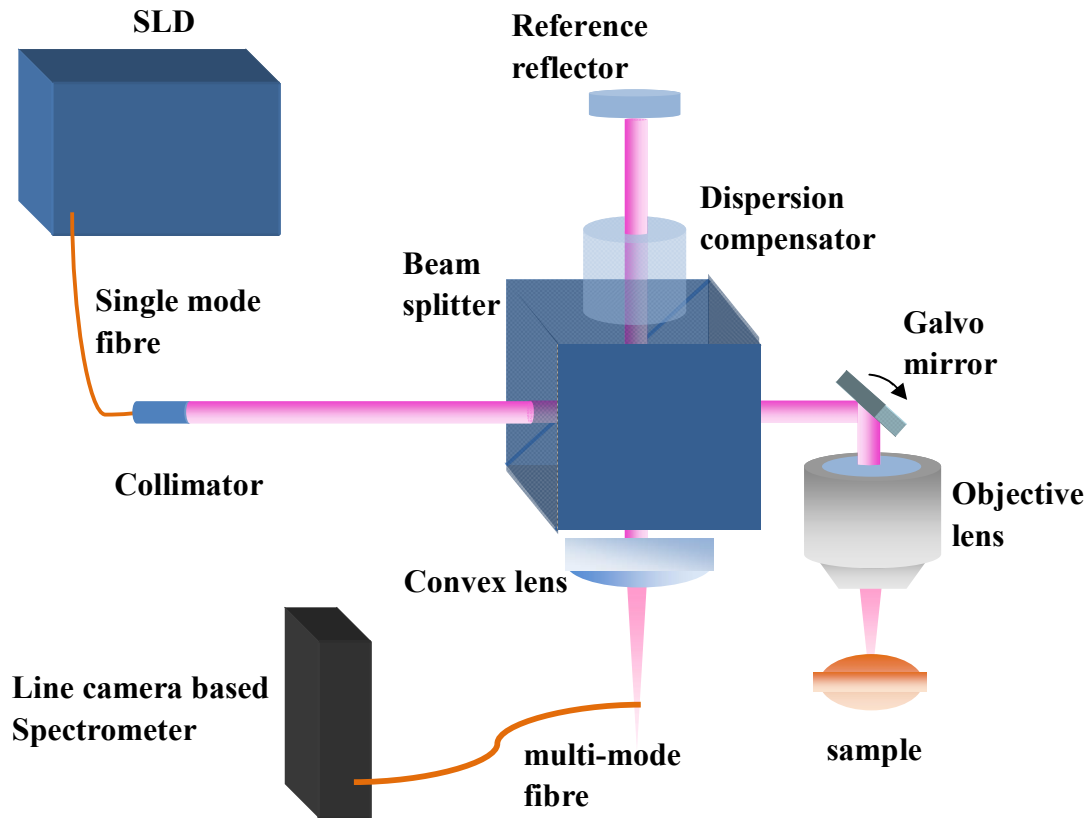 SLD
Reference
reflector
Dispersion
compensator
Beam
splitter
Single mode
fibre
Galvo
mirror
Collimator
Objective
lens
Convex lens
Line camera based
Spectrometer
multi-mode
fibre
sample